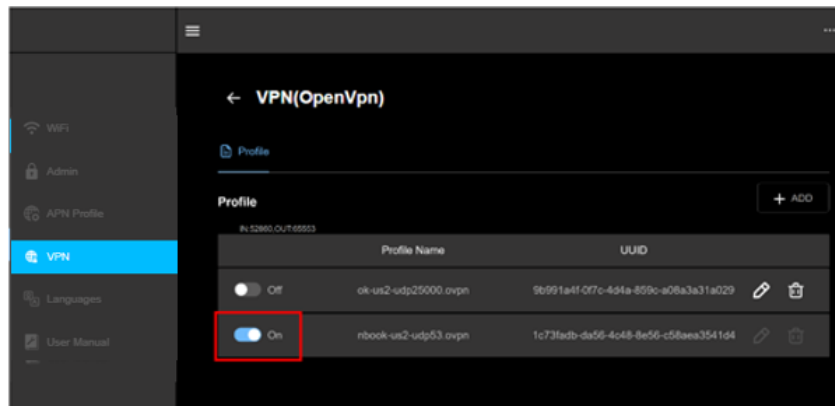 VPN(OpenVpn)
WiFi
Profile
Admin
Profile
+ ADD
APN Profile
IN:52860,OUT:65553
Profile Name UUID
VPN
Off ok-us2-udp25000.ovpn 9b991a4f-0f7c-4d4a-859c-a08a3a31a029
Languages
On nbook-us2-udp53.ovpn 1c73fadb-da56-4c48-8e56-c58aea3541d4
User Manual